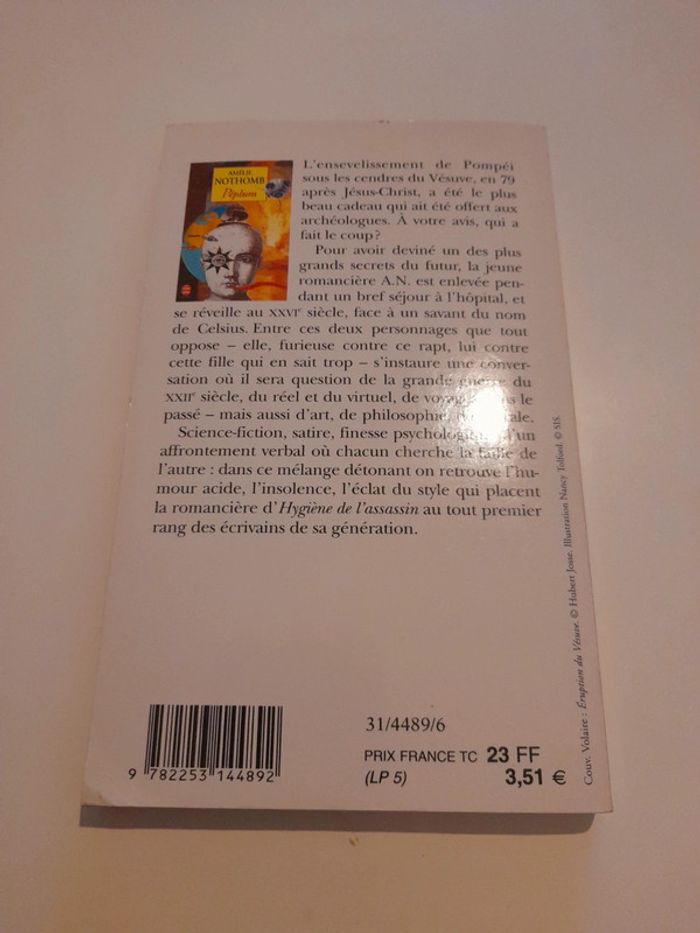 AMÉLIE
NOTHOMB
Péplum
L'ensevelissement de Pompéi
sous les cendres du Vésuve, en 79
après Jésus-Christ, a été le plus
beau cadeau qui ait été offert aux
archéologues. À votre avis, qui a
fait le coup?
Pour avoir deviné un des plus
grands secrets du futur, la jeune
romancière A.N. est enlevée pen-
dant un bref séjour à l'hôpital, et
se réveille au XXVIe siècle, face à un savant du nom
de Celsius. Entre ces deux personnages que tout
oppose – elle, furieuse contre ce rapt, lui contre
cette fille qui en sait trop – s'instaure une conver-
sation où il sera question de la grande guerre du
XXIIe siècle, du réel et du virtuel, de le
passé – mais aussi d'art, de philosophie,
Science-fiction, satire, finesse d'un
affrontement verbal où chacun cherche la faille de
l'autre : dans ce mélange détonant on retrouve l'hu-
mour acide, l'insolence, l'éclat du style qui placent
la romancière d'Hygiène de l'assassin au tout premier
rang des écrivains de sa génération.
Couv. Volaire : Éruption du Vésuve. © Hubert Josse. Illustration Nancy Tolford. © SIS.
31/4489/6
PRIX FRANCE TC 23 FF
(LP 5) 3,51 €
9 782253 144892